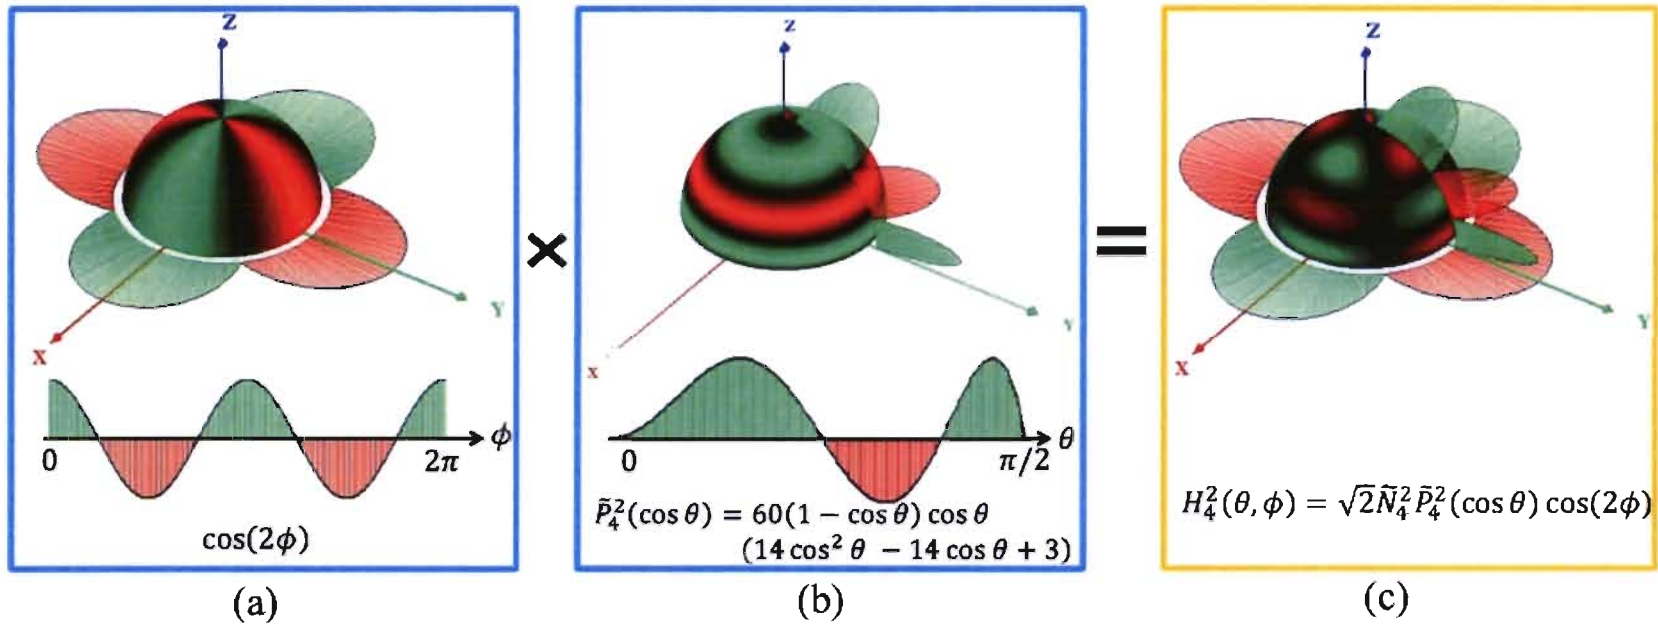 Z
Y
X
ϕ
0
2π
cos(2ϕ)
(a)
×
z
Y
x
θ
0
π/2
P̃₄²(cos θ) = 60(1 − cos θ) cos θ
(14 cos² θ − 14 cos θ + 3)
(b)
=
Z
Y
X
H₄²(θ, ϕ) = √2Ñ₄²P̃₄²(cos θ) cos(2ϕ)
(c)